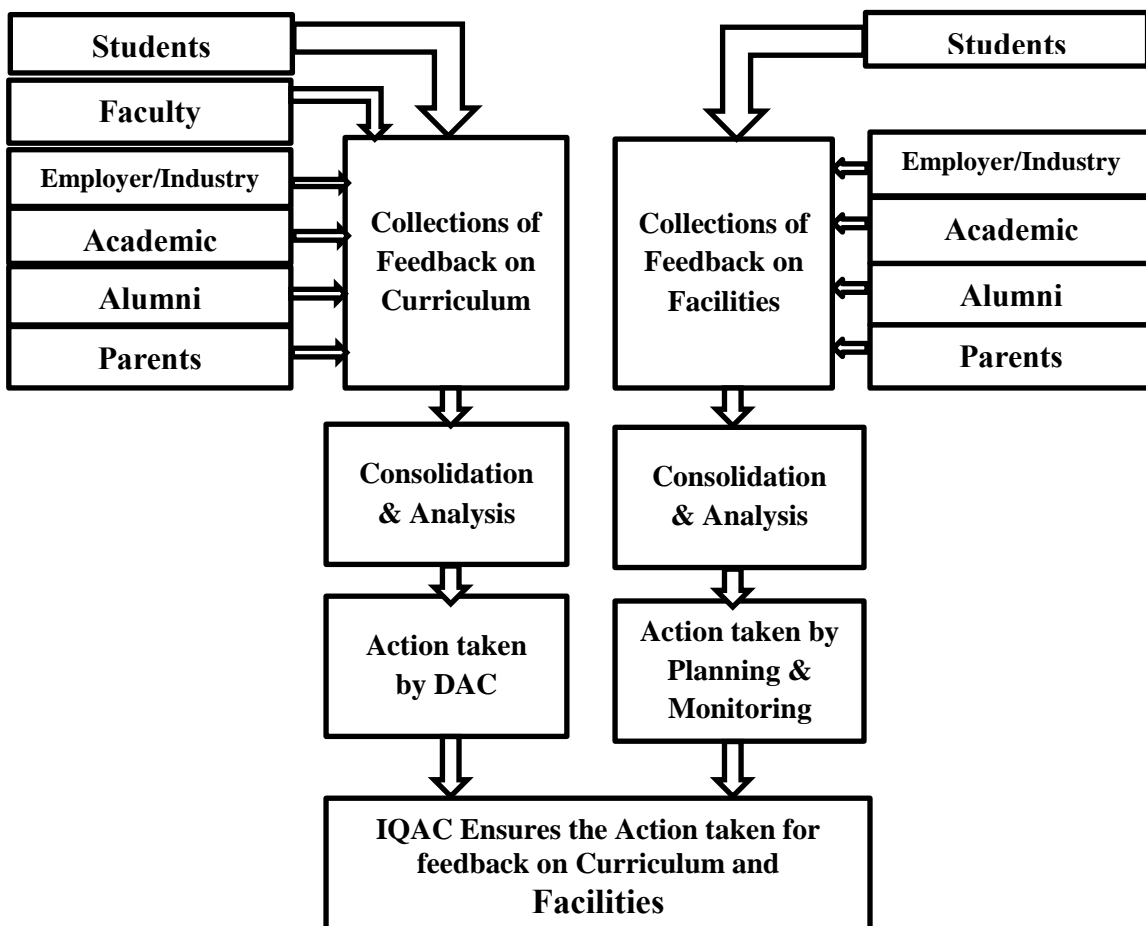 Students
Faculty
Employer/Industry
Academic
Alumni
Parents
Collections of
Feedback on
Curriculum
Consolidation
& Analysis
Action taken
by DAC
Students
Employer/Industry
Academic
Alumni
Parents
Collections of
Feedback on
Facilities
Consolidation
& Analysis
Action taken by
Planning &
Monitoring
IQAC Ensures the Action taken for
feedback on Curriculum and
Facilities